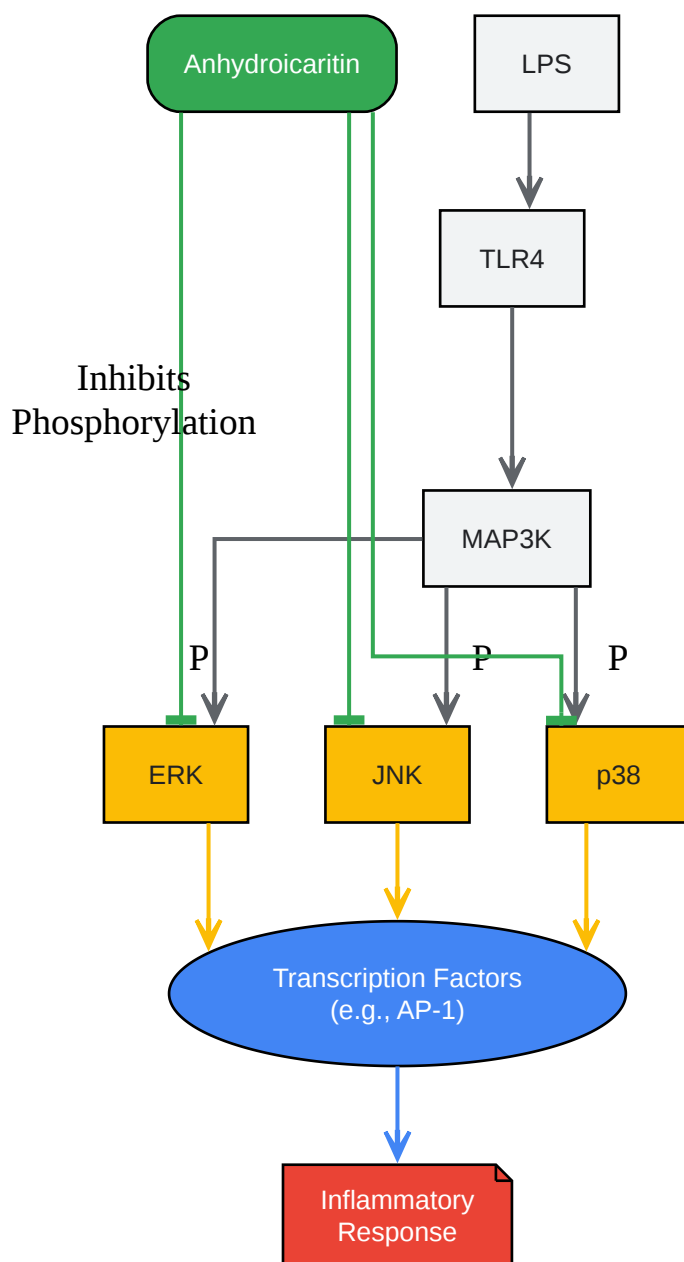 Anhydroicaritin
LPS
TLR4
Inhibits
Phosphorylation
MAP3K
P
P
P
ERK
JNK
p38
Transcription Factors
(e.g., AP-1)
Inflammatory
Response